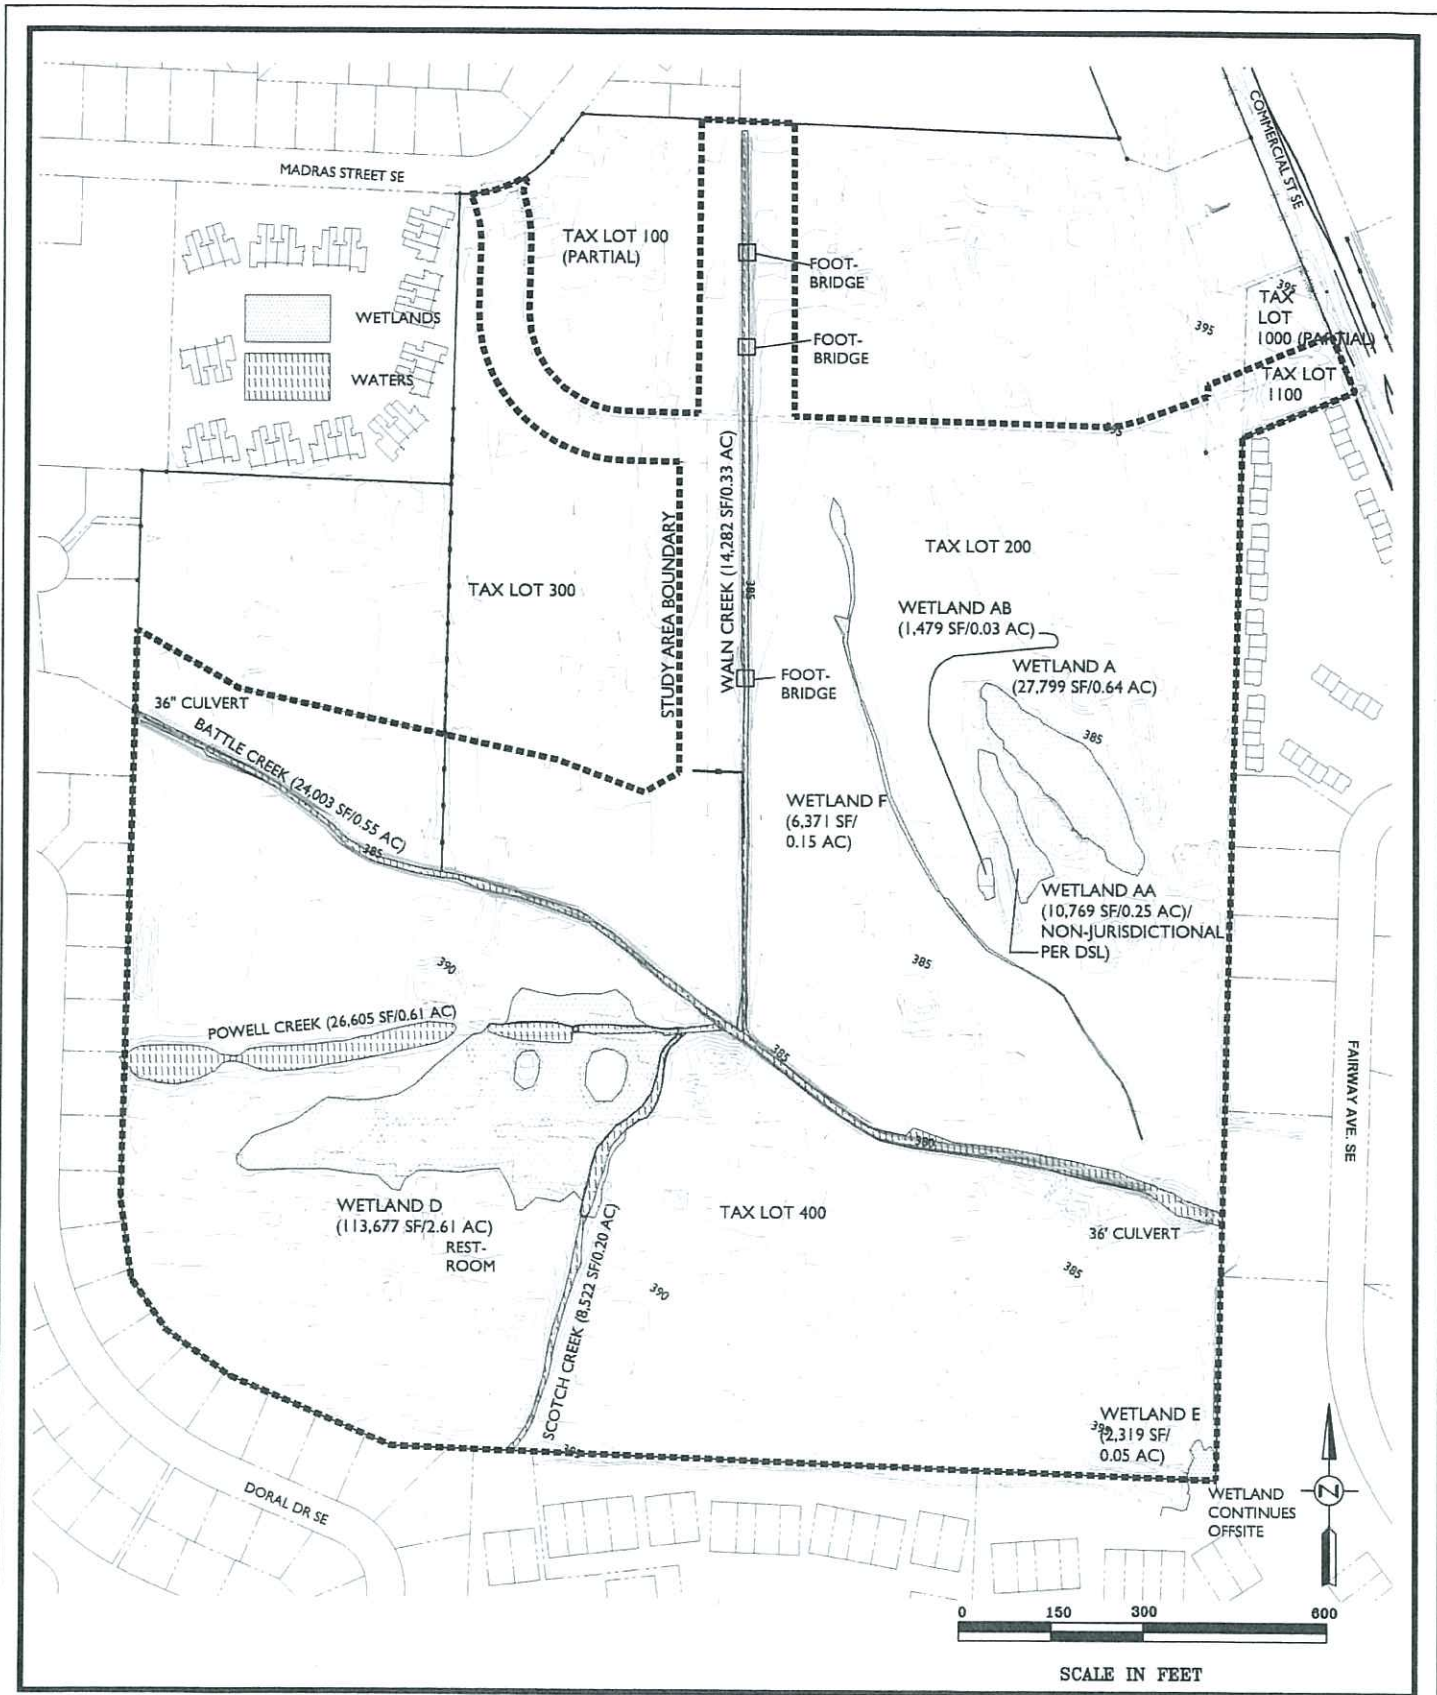 COMMERCIAL ST SE
MADRAS STREET SE
TAX LOT 100
(PARTIAL)
FOOT-
BRIDGE
395
TAX
LOT
1000 (PARTIAL)
395
WETLANDS
FOOT-
BRIDGE
TAX LOT
1100
WATERS
WALN CREEK (14,282 SF/0.33 AC)
STUDY AREA BOUNDARY
TAX LOT 200
TAX LOT 300
385
WETLAND AB
(1,479 SF/0.03 AC)
WETLAND A
(27,799 SF/0.64 AC)
FOOT-
BRIDGE
36" CULVERT
BATTLE CREEK (24,003 SF/0.55 AC)
385
385
WETLAND F
(6,371 SF/
0.15 AC)
WETLAND AA
(10,769 SF/0.25 AC)/
NON-JURISDICTIONAL
PER DSL)
390
385
POWELL CREEK (26,605 SF/0.61 AC)
385
FAIRWAY AVE. SE
380
WETLAND D
(113,677 SF/2.61 AC)
REST-
ROOM
TAX LOT 400
36' CULVERT
SCOTCH CREEK (8,522 SF/0.20 AC)
390
385
WETLAND E
(2,319 SF/
0.05 AC)
DORAL DR SE
WETLAND
CONTINUES
OFFSITE
N
0 150 300 600
SCALE IN FEET